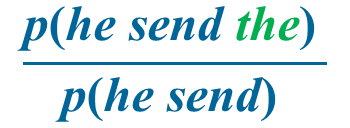 p(he send the)
p(he send)